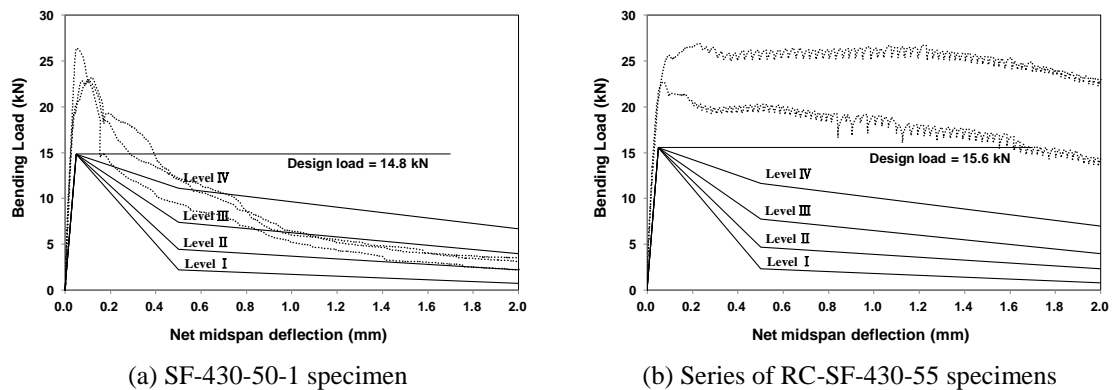 30
25
20
15
10
5
0
Bending Load (kN)
Design load = 14.8 kN
Level Ⅳ
Level Ⅲ
Level Ⅱ
Level Ⅰ
0.0 0.2 0.4 0.6 0.8 1.0 1.2 1.4 1.6 1.8 2.0
Net midspan deflection (mm)
(a) SF-430-50-1 specimen
30
25
20
15
10
5
0
Bending Load (kN)
Design load = 15.6 kN
Level Ⅳ
Level Ⅲ
Level Ⅱ
Level Ⅰ
0.0 0.2 0.4 0.6 0.8 1.0 1.2 1.4 1.6 1.8 2.0
Net midspan deflection (mm)
(b) Series of RC-SF-430-55 specimens